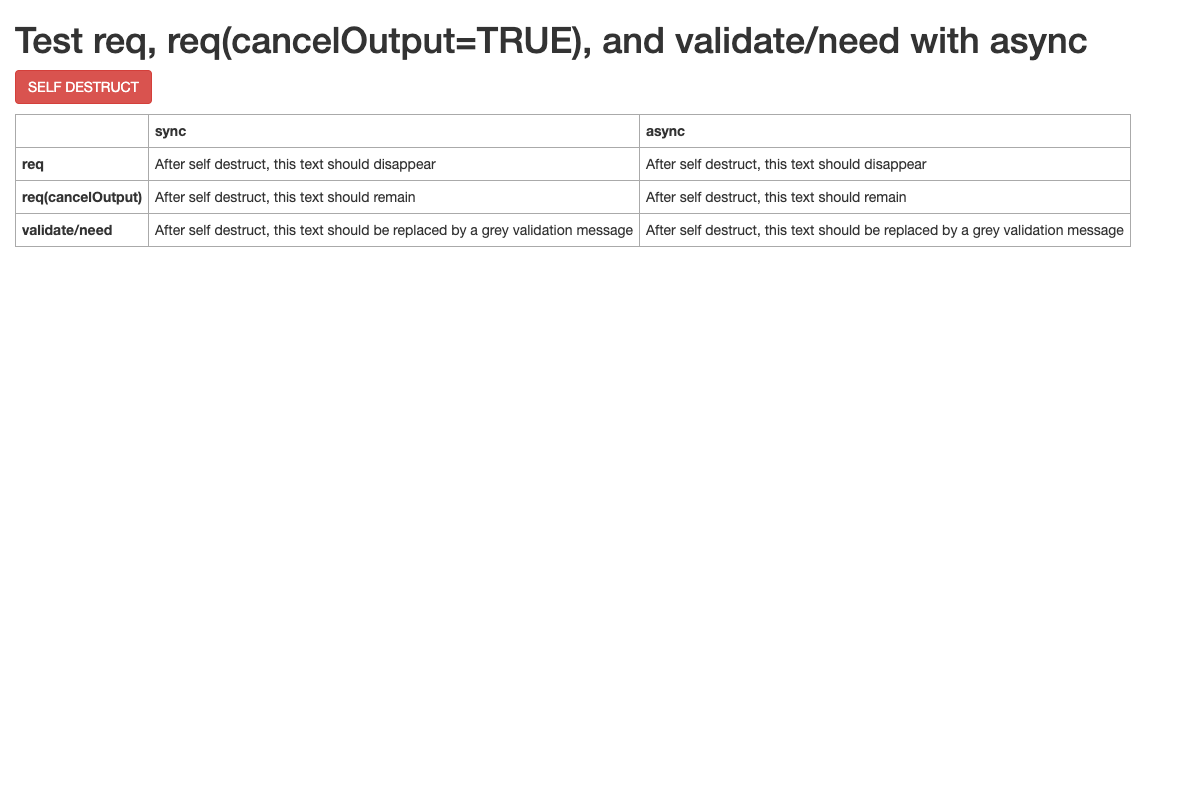 Test req, req(cancelOutput=TRUE), and validate/need with async
SELF DESTRUCT
sync async
req After self destruct, this text should disappear After self destruct, this text should disappear
req(cancelOutput) After self destruct, this text should remain After self destruct, this text should remain
validate/need After self destruct, this text should be replaced by a grey validation message After self destruct, this text should be replaced by a grey validation message